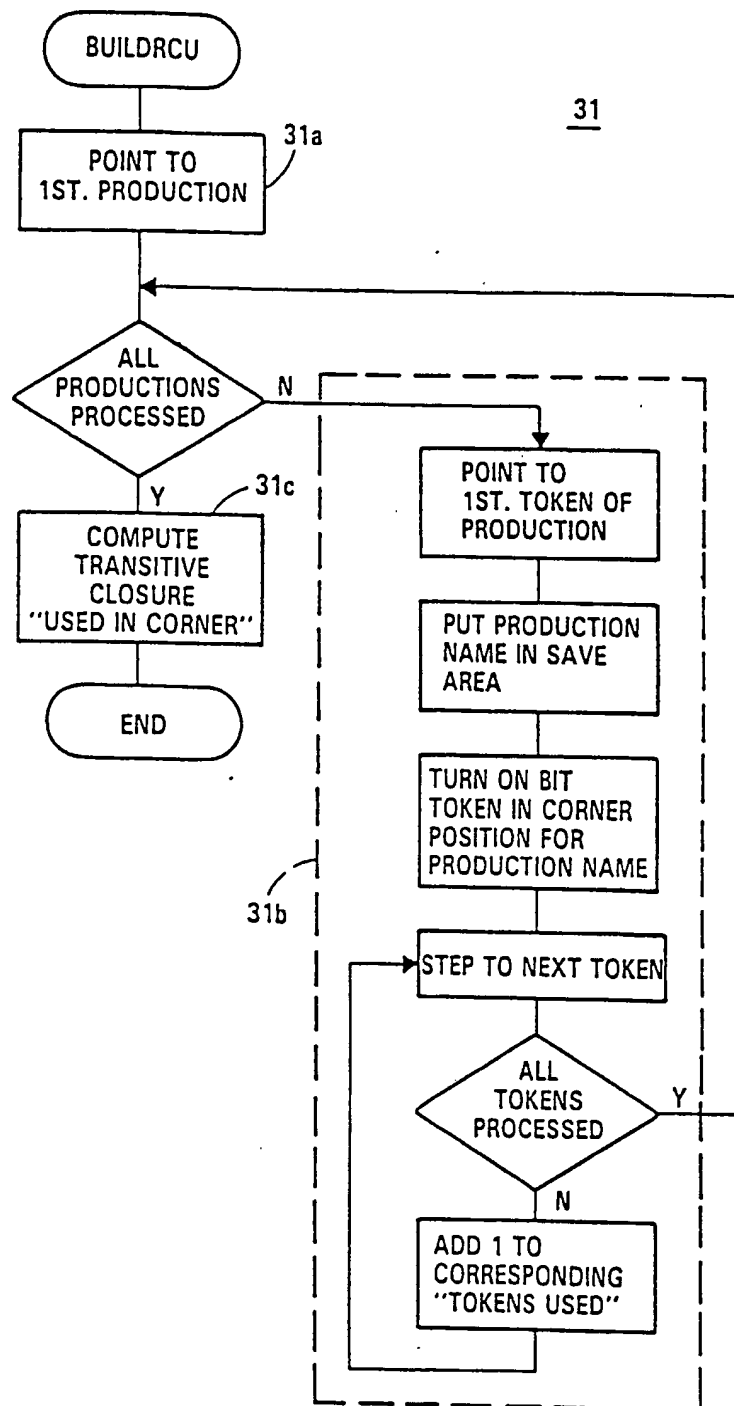 BUILDRCU
31
31a
POINT TO
1ST. PRODUCTION
ALL
PRODUCTIONS
PROCESSED
N
Y
31c
COMPUTE
TRANSITIVE
CLOSURE
"USED IN CORNER"
END
POINT TO
1ST. TOKEN OF
PRODUCTION
PUT PRODUCTION
NAME IN SAVE
AREA
TURN ON BIT
TOKEN IN CORNER
POSITION FOR
PRODUCTION NAME
31b
STEP TO NEXT TOKEN
ALL
TOKENS
PROCESSED
Y
N
ADD 1 TO
CORRESPONDING
"TOKENS USED"